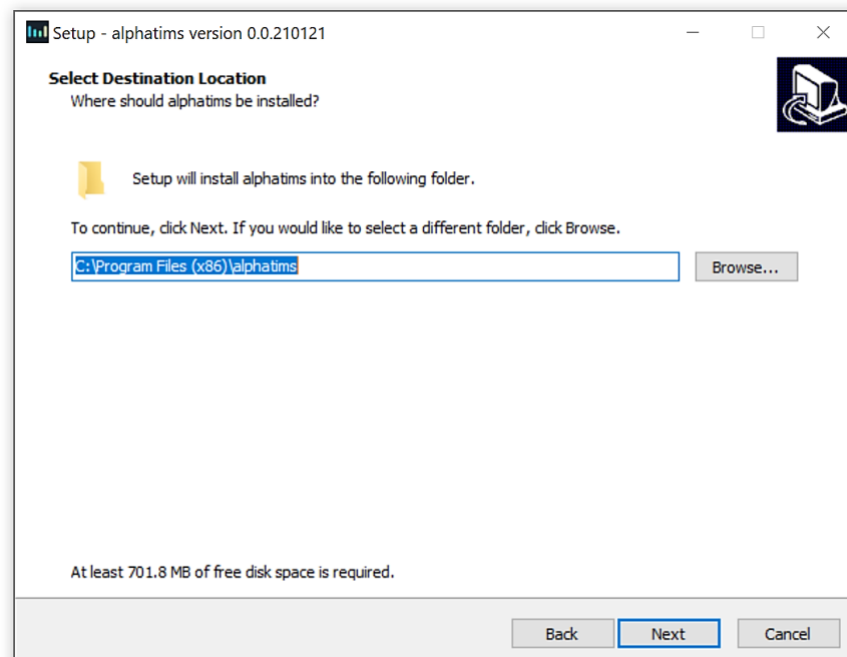 Setup - alphatims version 0.0.210121
Select Destination Location
Where should alphatims be installed?
Setup will install alphatims into the following folder.
To continue, click Next. If you would like to select a different folder, click Browse.
C:\Program Files (x86)\alphatims
Browse...
At least 701.8 MB of free disk space is required.
Back
Next
Cancel